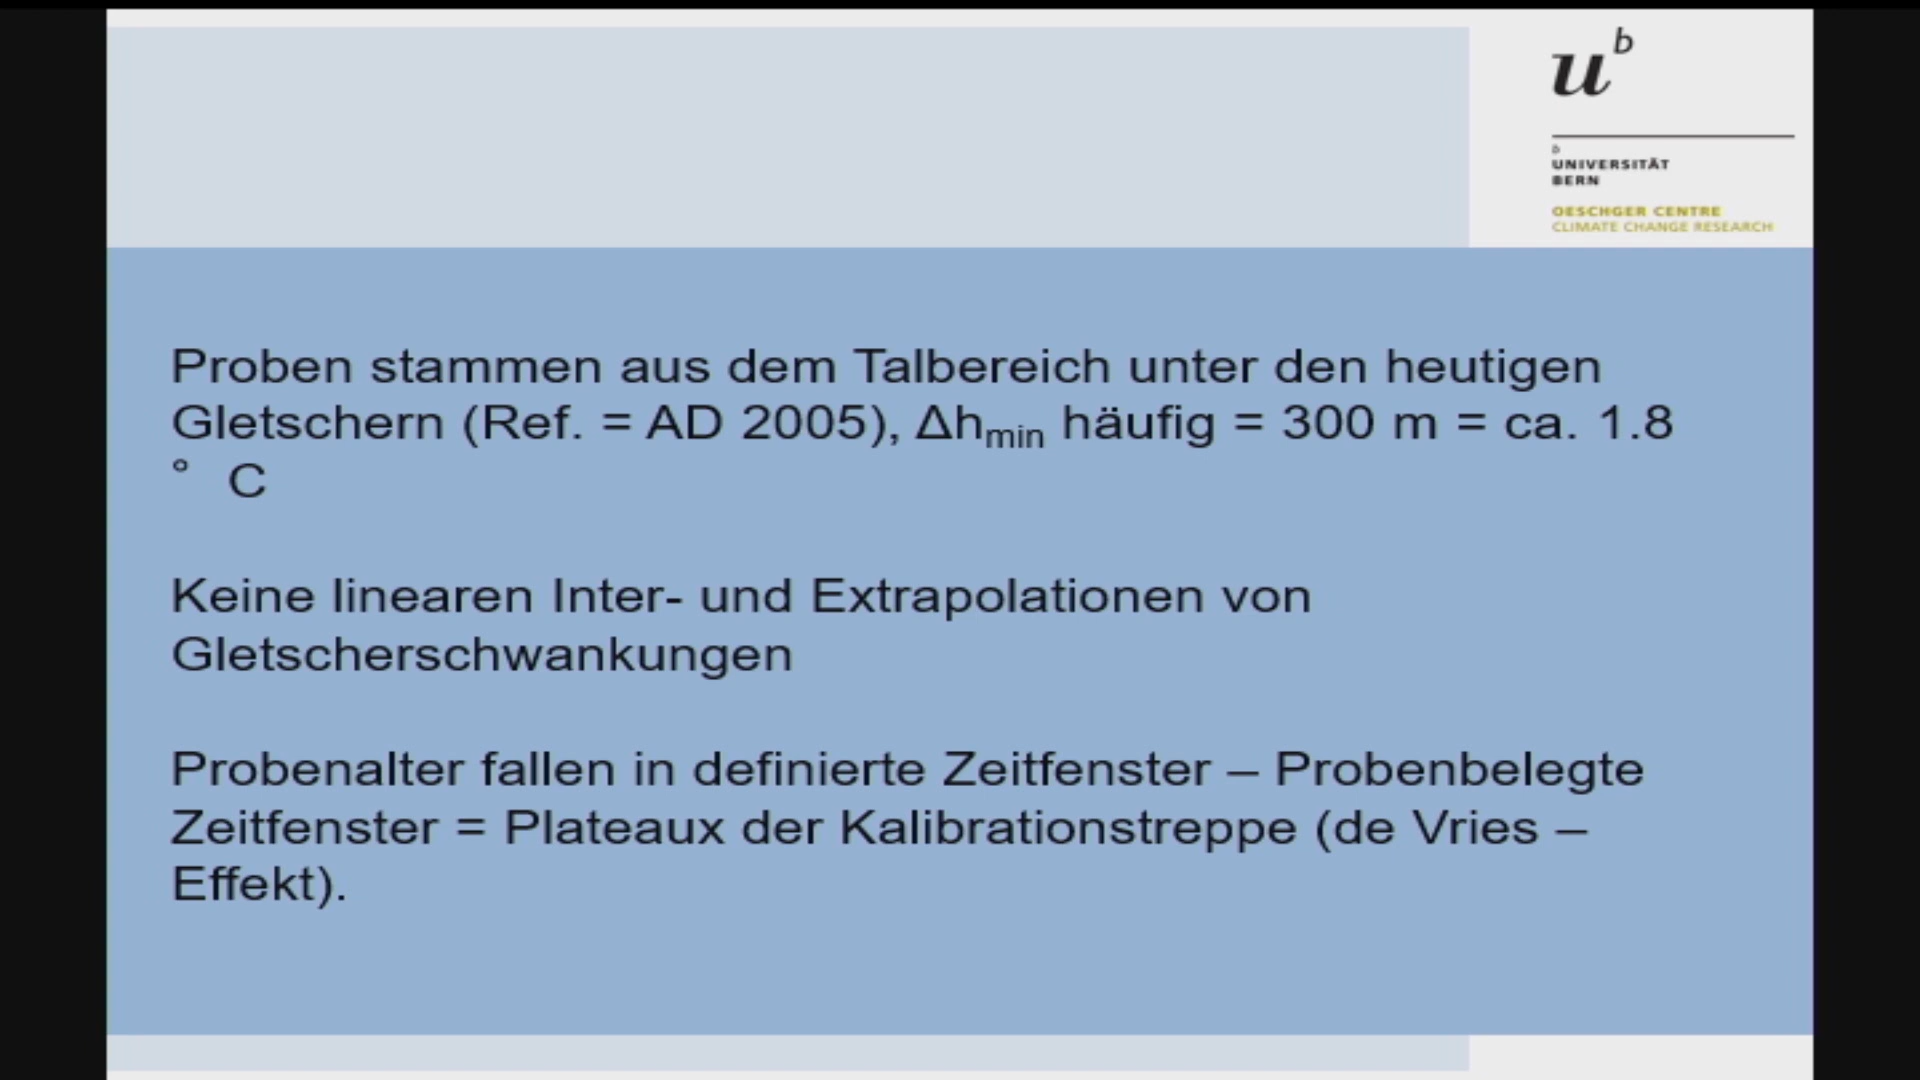 u^b
b
UNIVERSITÄT
BERN
OESCHGER CENTRE
CLIMATE CHANGE RESEARCH
Proben stammen aus dem Talbereich unter den heutigen
Gletschern (Ref. = AD 2005), Δh_min häufig = 300 m = ca. 1.8
° C
Keine linearen Inter- und Extrapolationen von
Gletscherschwankungen
Probenalter fallen in definierte Zeitfenster – Probenbelegte
Zeitfenster = Plateaux der Kalibrationstreppe (de Vries –
Effekt).